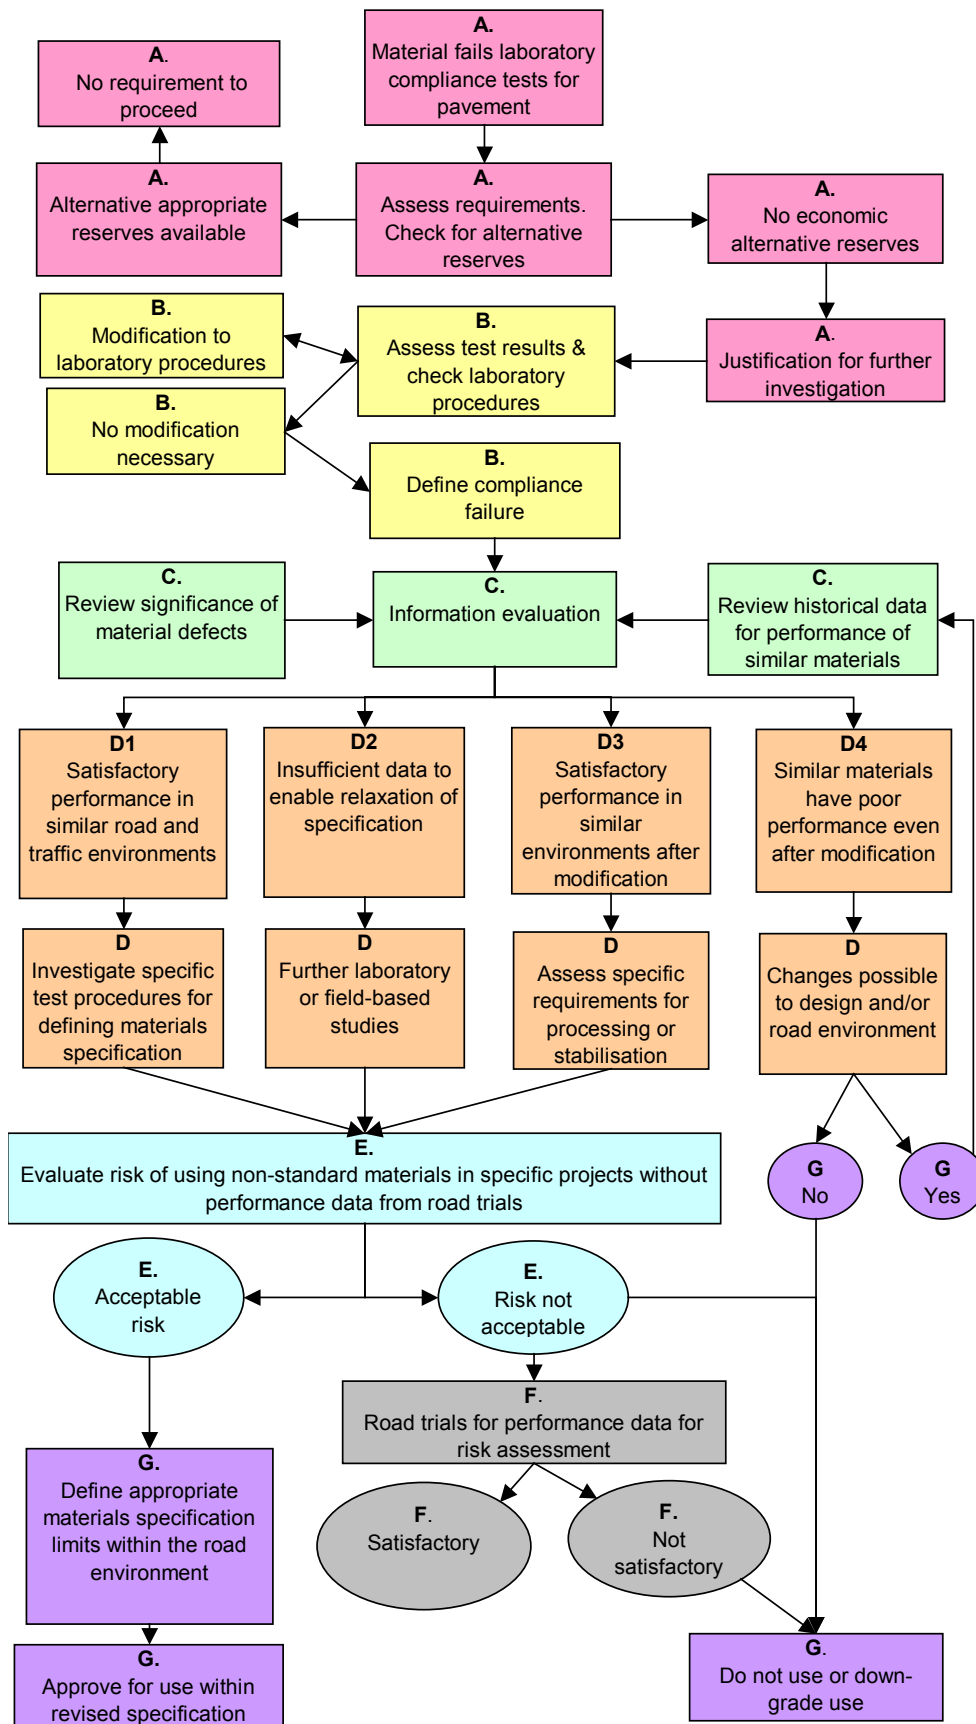 A.
No requirement to
proceed
A.
Material fails laboratory
compliance tests for
pavement
A.
Alternative appropriate
reserves available
A.
Assess requirements.
Check for alternative
reserves
A.
No economic
alternative reserves
B.
Modification to
laboratory procedures
B.
Assess test results &
check laboratory
procedures
A.
Justification for further
investigation
B.
No modification
necessary
B.
Define compliance
failure
C.
Review significance of
material defects
C.
Information evaluation
C.
Review historical data
for performance of
similar materials
D1
Satisfactory
performance in
similar road and
traffic environments
D2
Insufficient data to
enable relaxation of
specification
D3
Satisfactory
performance in
similar
environments after
modification
D4
Similar materials
have poor
performance even
after modification
D
Investigate specific
test procedures for
defining materials
specification
D
Further laboratory
or field-based
studies
D
Assess specific
requirements for
processing or
stabilisation
D
Changes possible
to design and/or
road environment
E.
Evaluate risk of using non-standard materials in specific projects without
performance data from road trials
G
No
G
Yes
E.
Acceptable
risk
E.
Risk not
acceptable
F.
Road trials for performance data for
risk assessment
G.
Define appropriate
materials specification
limits within the road
environment
F.
Satisfactory
F.
Not
satisfactory
G.
Approve for use within
revised specification
G.
Do not use or down-
grade use